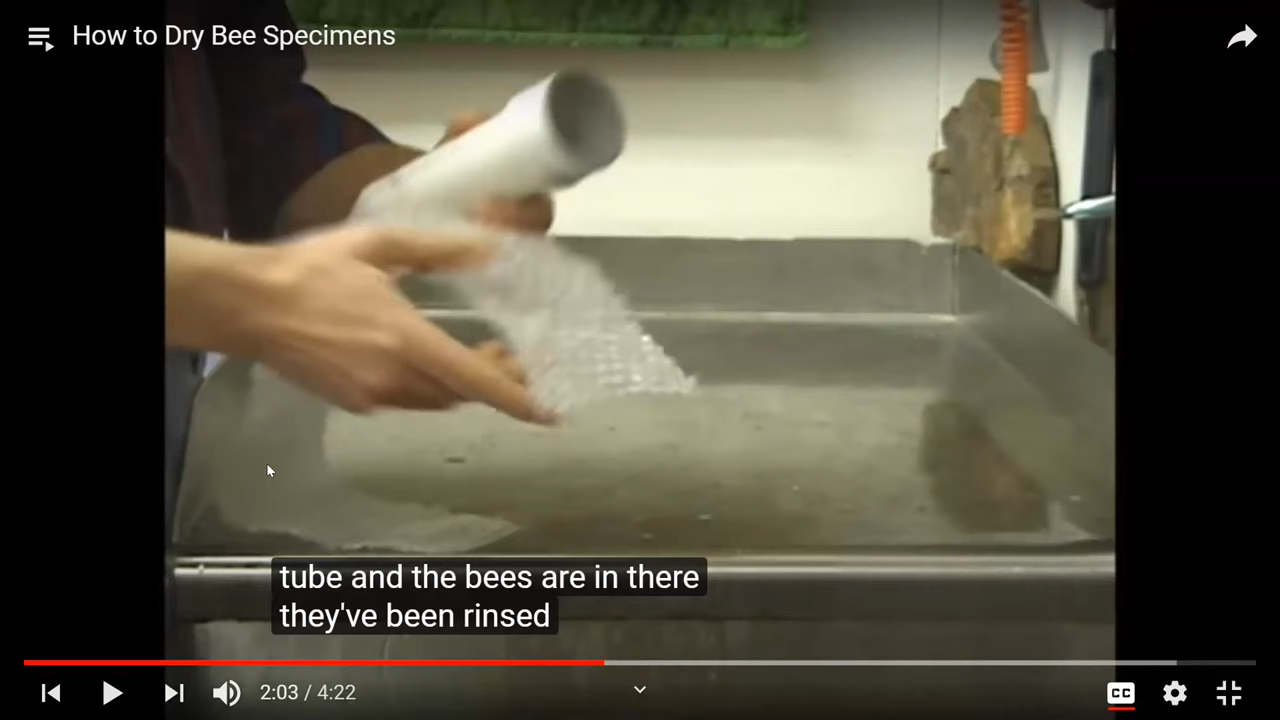 How to Dry Bee Specimens
tube and the bees are in there
they've been rinsed
2:03 / 4:22
CC